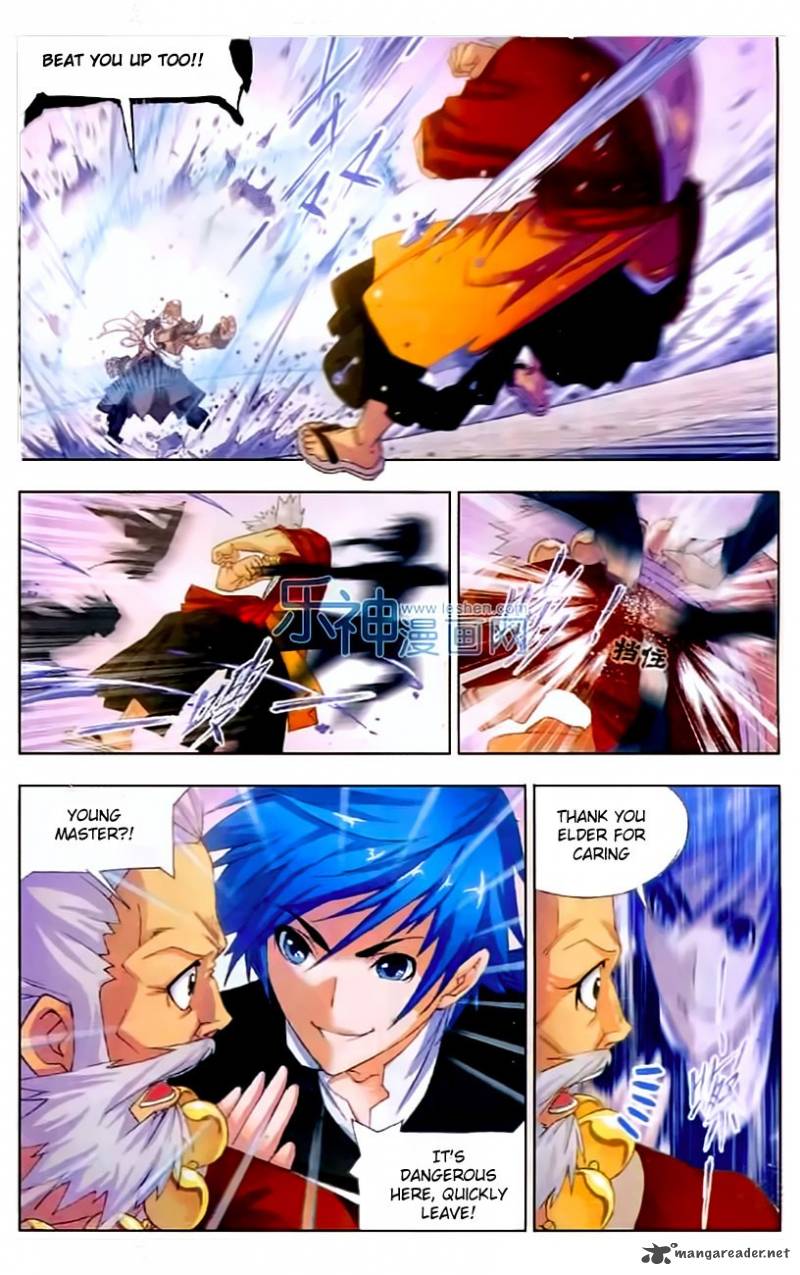 BEAT YOU UP TOO!!
乐神漫画网
www.leshen.com
挡住
YOUNG
MASTER?!
THANK YOU
ELDER FOR
CARING
IT'S
DANGEROUS
HERE, QUICKLY
LEAVE!
mangareader.net